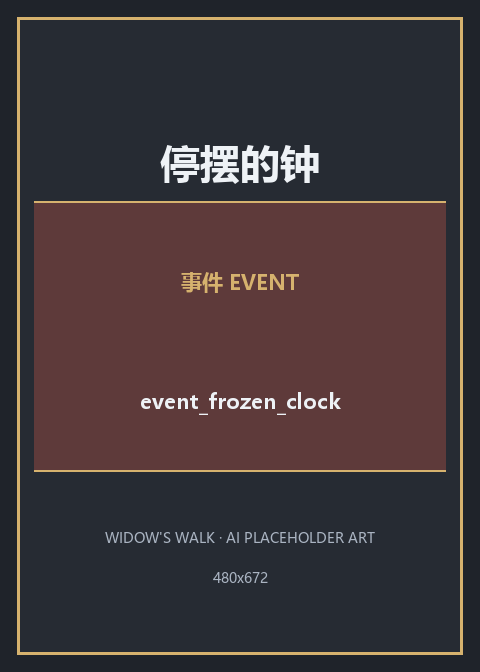 停摆的钟
事件 EVENT
event_frozen_clock
WIDOW'S WALK · AI PLACEHOLDER ART
480x672